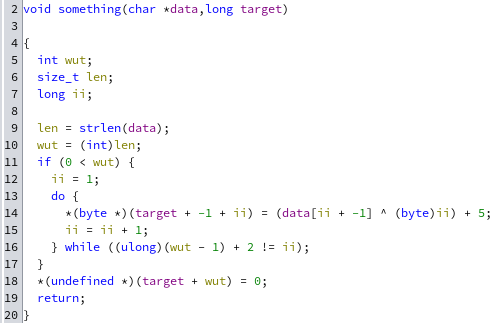 2 void something(char *data,long target)
3
4 {
5 int wut;
6 size_t len;
7 long ii;
8
9 len = strlen(data);
10 wut = (int)len;
11 if (0 < wut) {
12 ii = 1;
13 do {
14 *(byte *)(target + -1 + ii) = (data[ii + -1] ^ (byte)ii) + 5;
15 ii = ii + 1;
16 } while ((ulong)(wut - 1) + 2 != ii);
17 }
18 *(undefined *)(target + wut) = 0;
19 return;
20 }